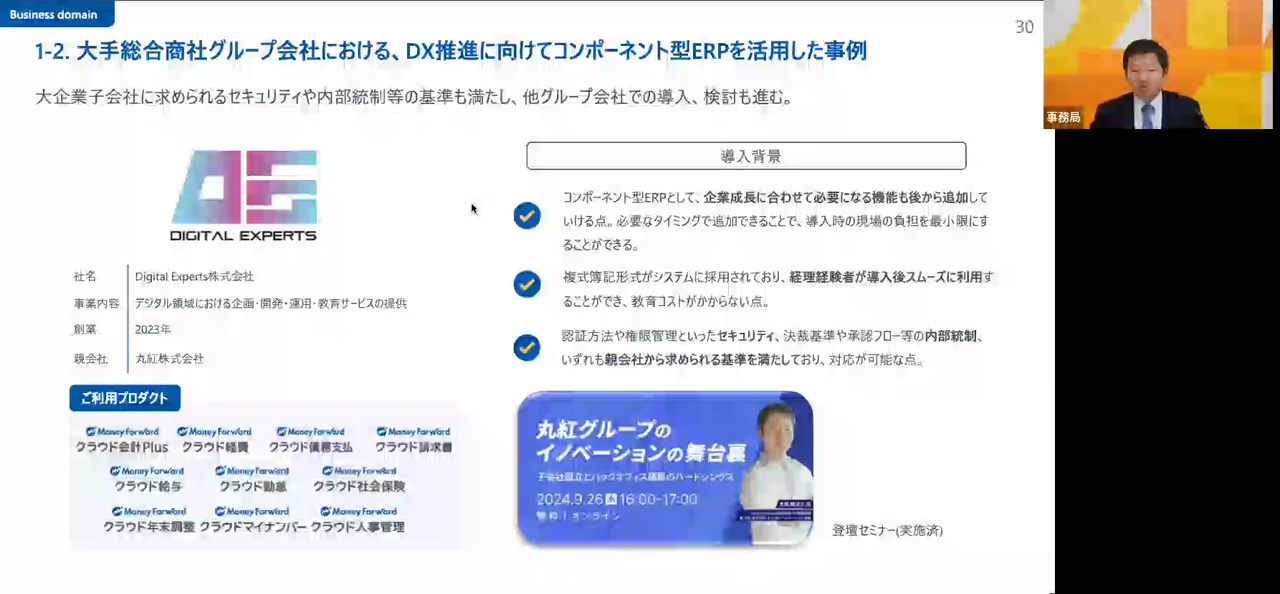 Business domain
30
1-2. 大手総合商社グループ会社における、DX推進に向けてコンポーネント型ERPを活用した事例
大企業子会社に求められるセキュリティや内部統制等の基準も満たし、他グループ会社での導入、検討も進む。
事務局
DIGITAL EXPERTS
社名 Digital Experts株式会社
事業内容 デジタル領域における企画・開発・運用・教育サービスの提供
創業 2023年
親会社 丸紅株式会社
ご利用プロダクト
Money Forward Money Forward Money Forward Money Forward
クラウド会計Plus クラウド経費 クラウド債務支払 クラウド請求書
Money Forward Money Forward Money Forward
クラウド給与 クラウド勤怠 クラウド社会保険
Money Forward Money Forward Money Forward
クラウド年末調整 クラウドマイナンバー クラウド人事管理
導入背景
コンポーネント型ERPとして、企業成長に合わせて必要になる機能も後から追加して
いける点。必要なタイミングで追加できることで、導入時の現場の負担を最小限にす
ることができる。
複式簿記形式がシステムに採用されており、経理経験者が導入後スムーズに利用す
ることができ、教育コストがかからない点。
認証方法や権限管理といったセキュリティ、決裁基準や承認フロー等の内部統制、
いずれも親会社から求められる基準を満たしており、対応が可能な点。
丸紅グループの
イノベーションの舞台裏
子会社設立とバックオフィス構築のハードシングス
2024.9.26 木 16:00-17:00
無料 | オンライン
登壇セミナー(実施済)